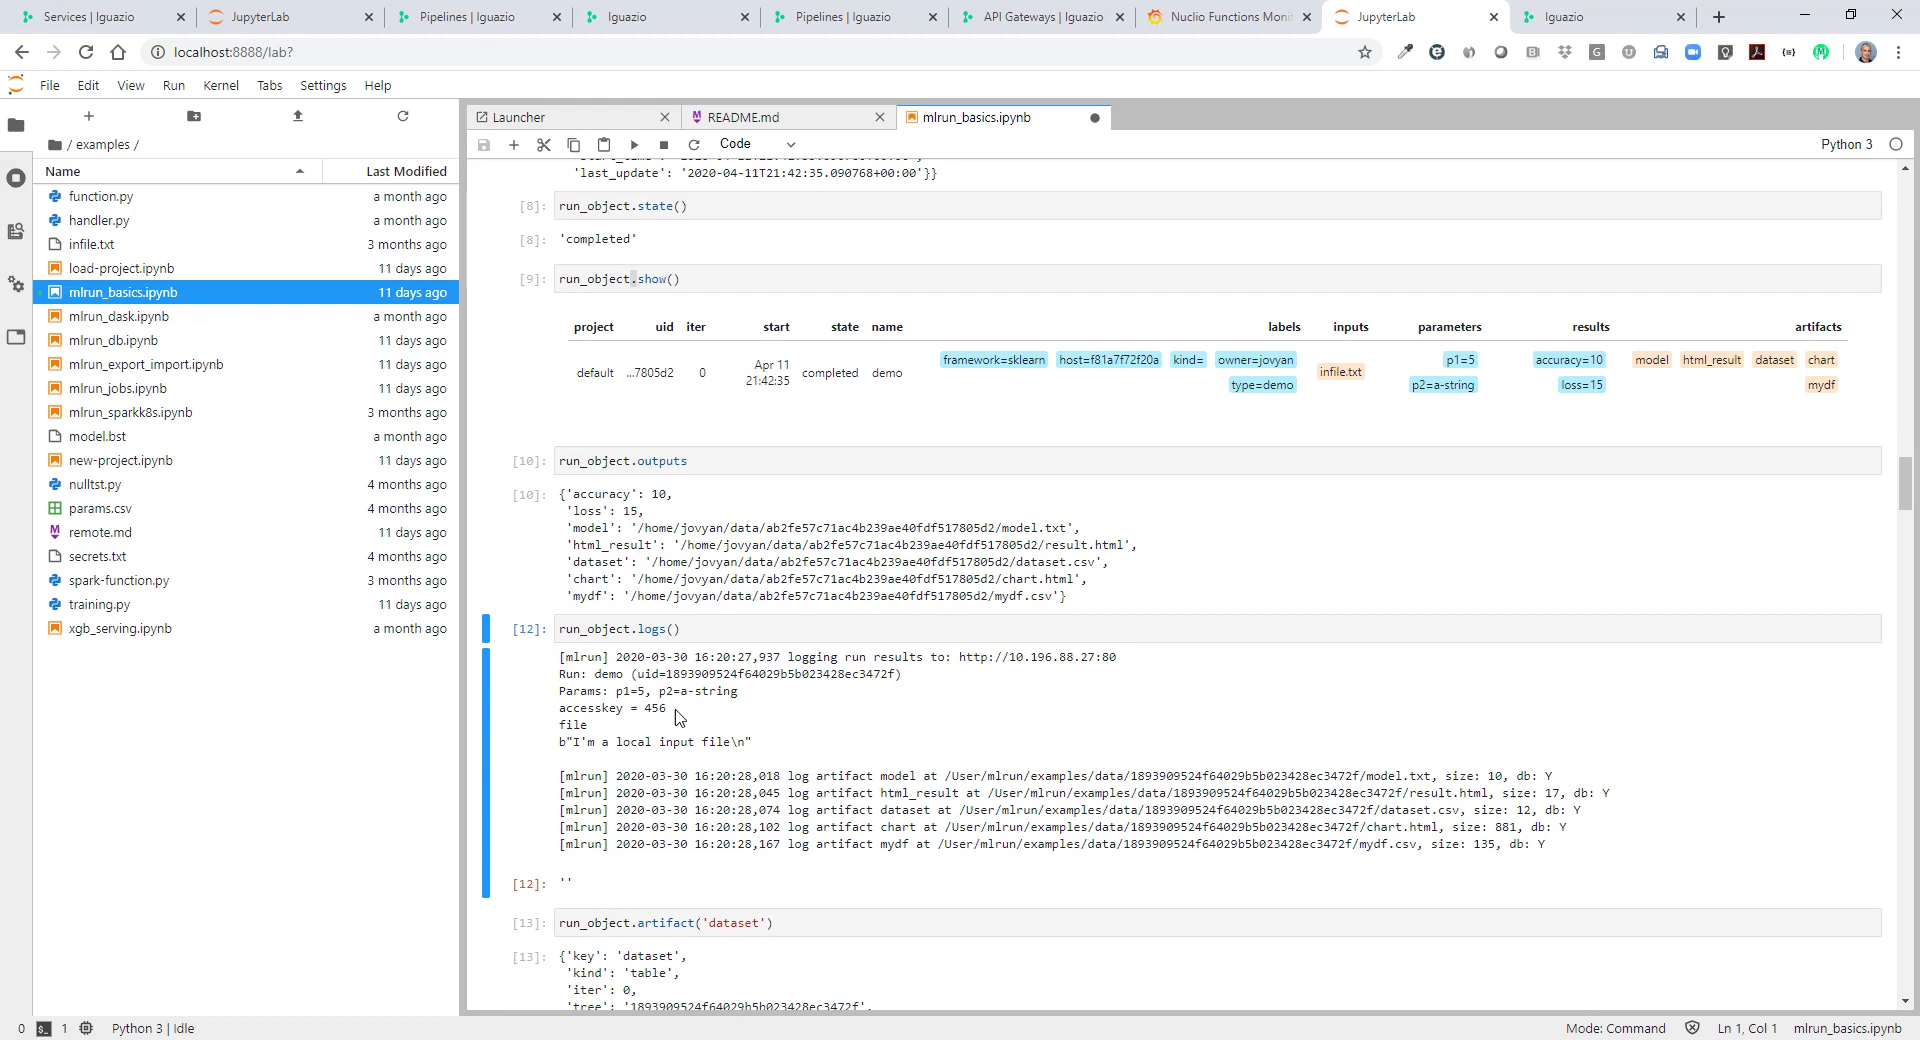 Services | Iguazio
JupyterLab
Pipelines | Iguazio
Iguazio
Pipelines | Iguazio
API Gateways | Iguazio
Nuclio Functions Moni
JupyterLab
Iguazio
localhost:8888/lab?
File Edit View Run Kernel Tabs Settings Help
Launcher
README.md
mlrun_basics.ipynb
Code
Python 3
/ examples /
Name Last Modified
function.py a month ago
handler.py a month ago
infile.txt 3 months ago
load-project.ipynb 11 days ago
mlrun_basics.ipynb 11 days ago
mlrun_dask.ipynb a month ago
mlrun_db.ipynb 11 days ago
mlrun_export_import.ipynb 11 days ago
mlrun_jobs.ipynb 11 days ago
mlrun_sparkk8s.ipynb 3 months ago
model.bst a month ago
new-project.ipynb 11 days ago
nulltst.py 4 months ago
params.csv 4 months ago
remote.md 11 days ago
secrets.txt 4 months ago
spark-function.py 3 months ago
training.py 11 days ago
xgb_serving.ipynb a month ago
'last_update': '2020-04-11T21:42:35.090768+00:00'}}
[8]: run_object.state()
[8]: 'completed'
[9]: run_object.show()
project uid iter start state name labels inputs parameters results artifacts
default ...7805d2 0 Apr 11 21:42:35 completed demo framework=sklearn host=f81a7f72f20a kind= owner=jovyan type=demo infile.txt p1=5 p2=a-string accuracy=10 loss=15 model html_result dataset chart mydf
[10]: run_object.outputs
[10]: {'accuracy': 10,
'loss': 15,
'model': '/home/jovyan/data/ab2fe57c71ac4b239ae40fdf517805d2/model.txt',
'html_result': '/home/jovyan/data/ab2fe57c71ac4b239ae40fdf517805d2/result.html',
'dataset': '/home/jovyan/data/ab2fe57c71ac4b239ae40fdf517805d2/dataset.csv',
'chart': '/home/jovyan/data/ab2fe57c71ac4b239ae40fdf517805d2/chart.html',
'mydf': '/home/jovyan/data/ab2fe57c71ac4b239ae40fdf517805d2/mydf.csv'}
[12]: run_object.logs()
[mlrun] 2020-03-30 16:20:27,937 logging run results to: http://10.196.88.27:80
Run: demo (uid=1893909524f64029b5b023428ec3472f)
Params: p1=5, p2=a-string
accesskey = 456
file
b"I'm a local input file\n"
[mlrun] 2020-03-30 16:20:28,018 log artifact model at /User/mlrun/examples/data/1893909524f64029b5b023428ec3472f/model.txt, size: 10, db: Y
[mlrun] 2020-03-30 16:20:28,045 log artifact html_result at /User/mlrun/examples/data/1893909524f64029b5b023428ec3472f/result.html, size: 17, db: Y
[mlrun] 2020-03-30 16:20:28,074 log artifact dataset at /User/mlrun/examples/data/1893909524f64029b5b023428ec3472f/dataset.csv, size: 12, db: Y
[mlrun] 2020-03-30 16:20:28,102 log artifact chart at /User/mlrun/examples/data/1893909524f64029b5b023428ec3472f/chart.html, size: 881, db: Y
[mlrun] 2020-03-30 16:20:28,167 log artifact mydf at /User/mlrun/examples/data/1893909524f64029b5b023428ec3472f/mydf.csv, size: 135, db: Y
[12]: ''
[13]: run_object.artifact('dataset')
[13]: {'key': 'dataset',
'kind': 'table',
'iter': 0,
'tree': '1893909524f64029b5b023428ec3472f',
0 1 Python 3 | Idle
Mode: Command Ln 1, Col 1 mlrun_basics.ipynb